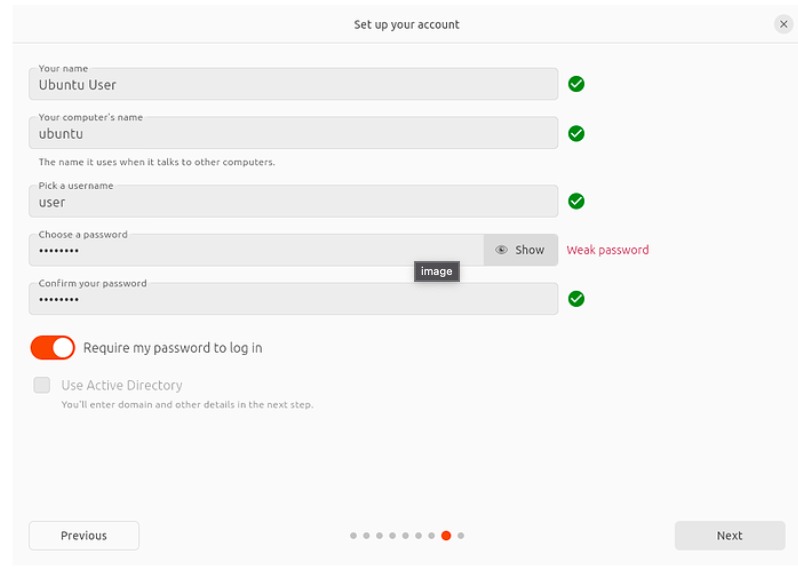 Set up your account
Your name
Ubuntu User
Your computer's name
ubuntu
The name it uses when it talks to other computers.
Pick a username
user
Choose a password
••••••••
Show
Weak password
image
Confirm your password
••••••••
Require my password to log in
Use Active Directory
You'll enter domain and other details in the next step.
Previous
Next